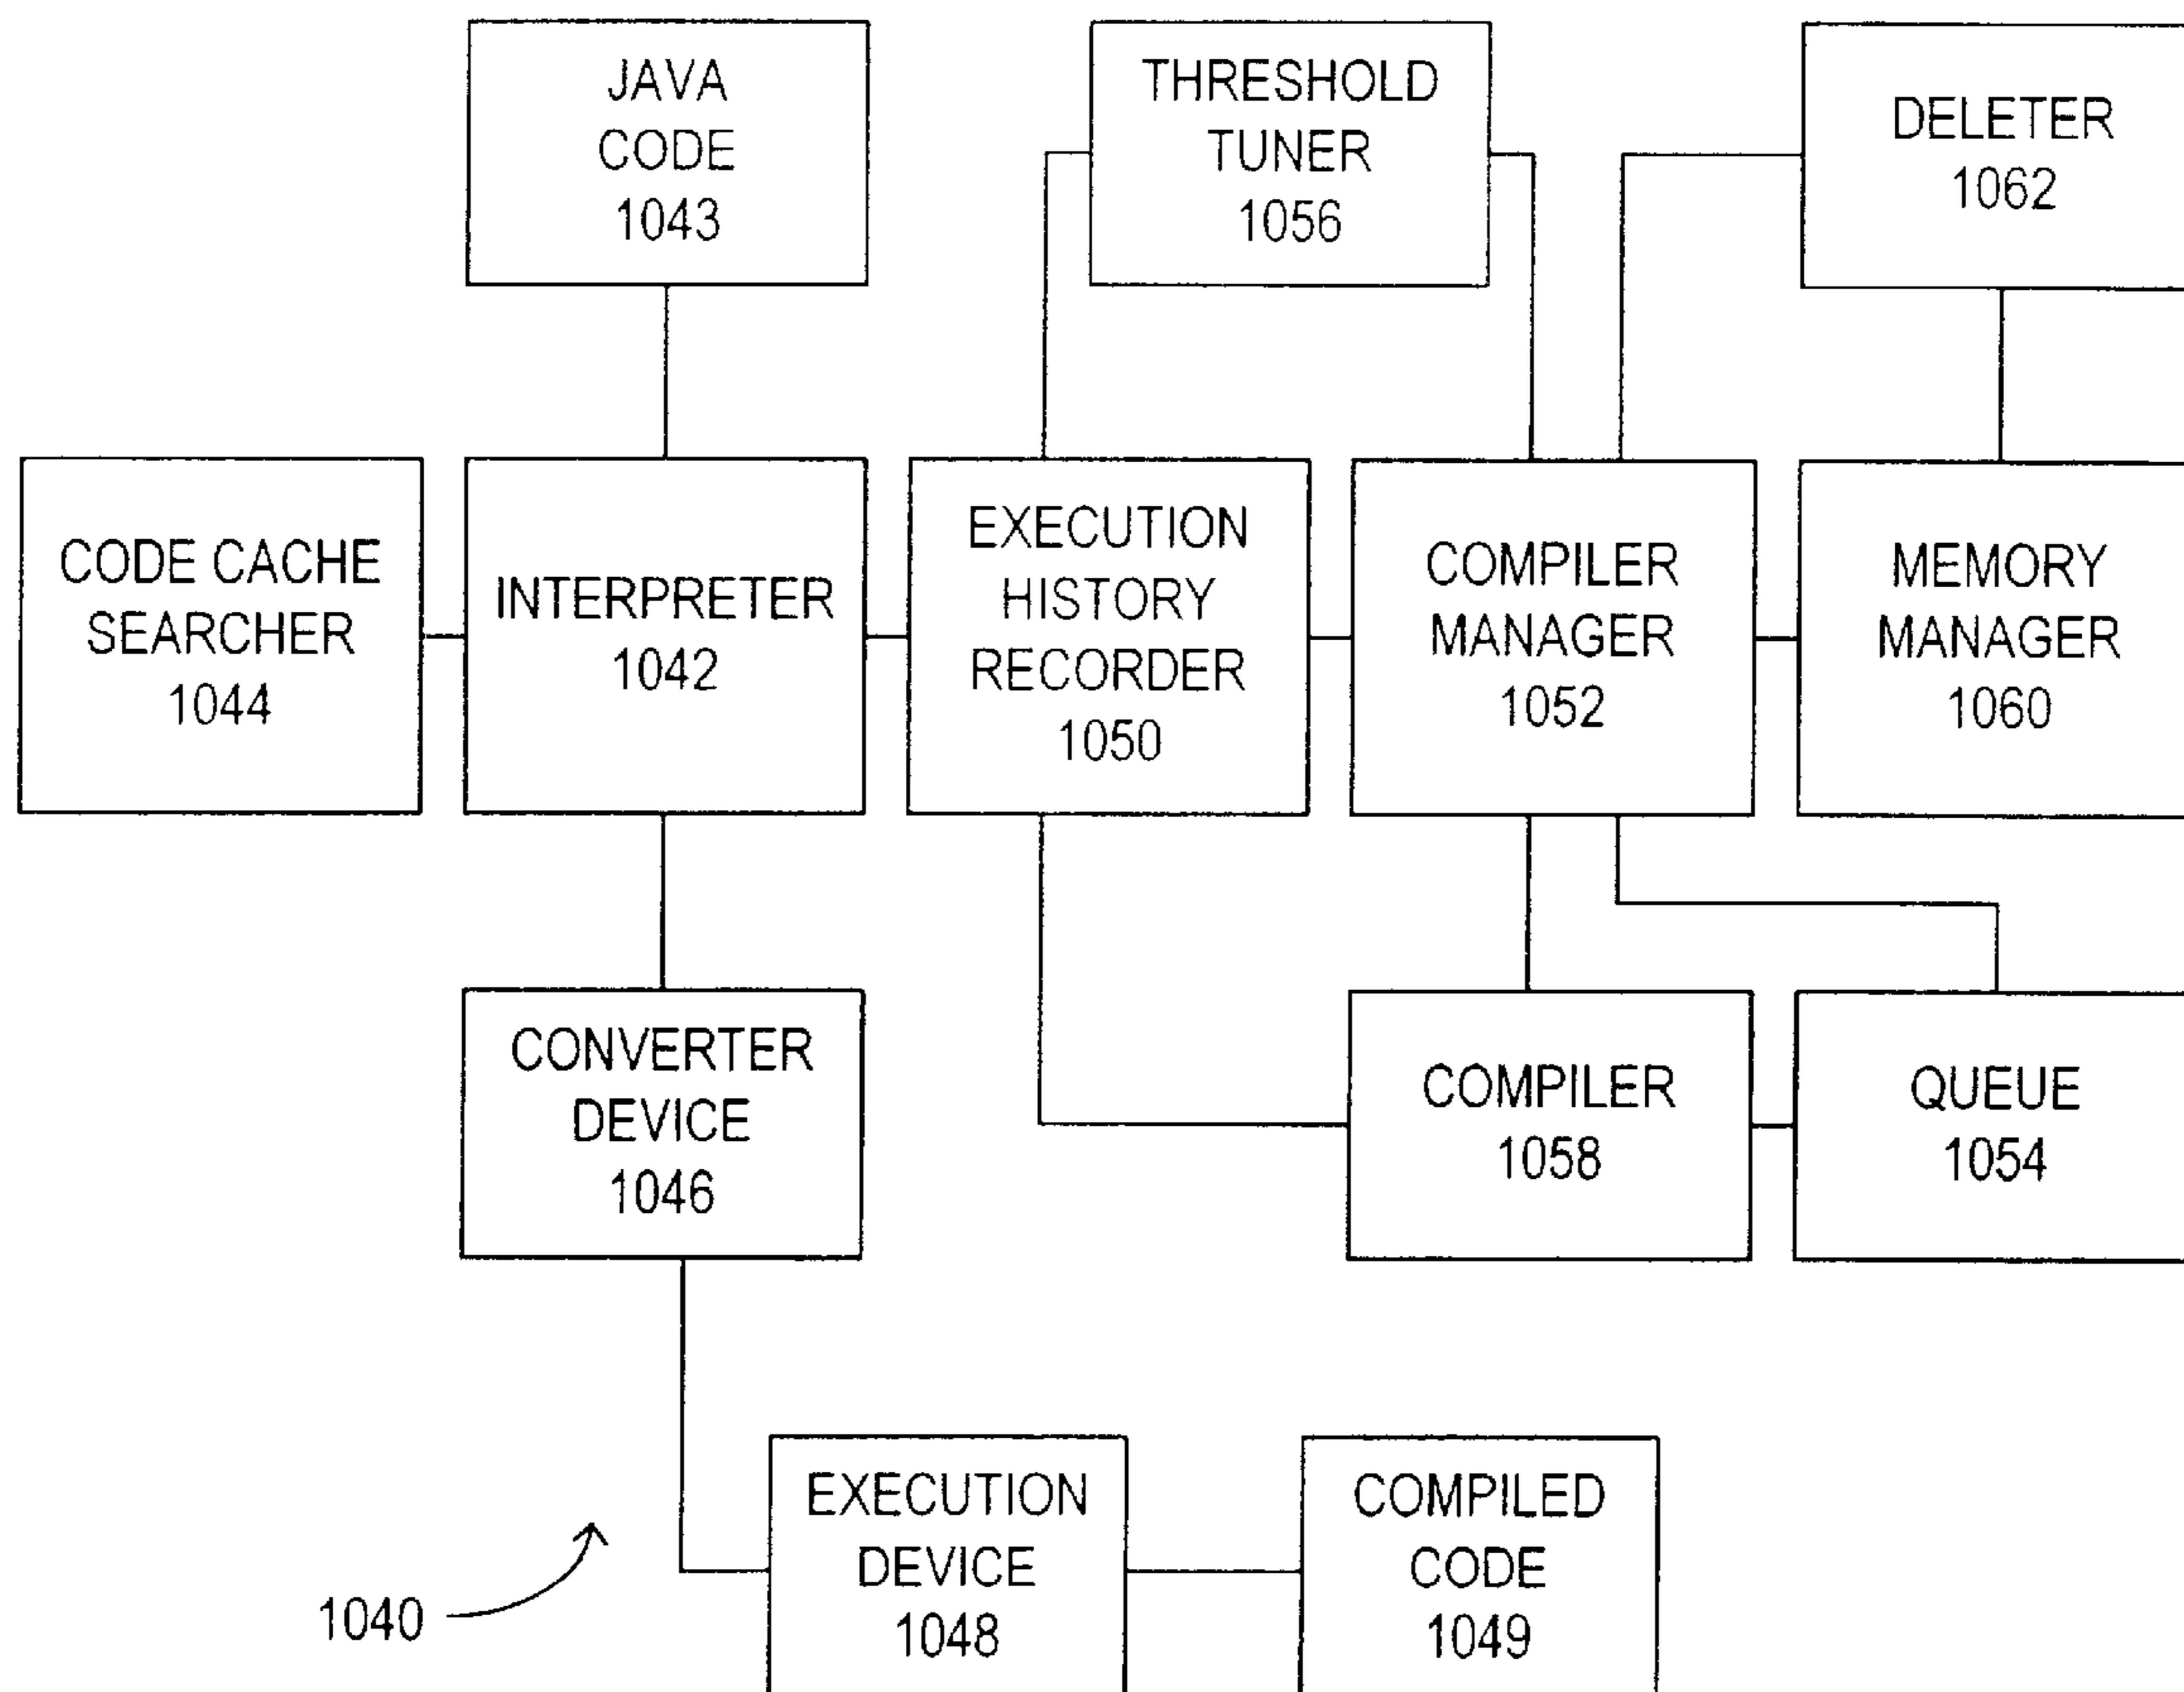 JAVA
CODE
1043
THRESHOLD
TUNER
1056
DELETER
1062
CODE CACHE
SEARCHER
1044
INTERPRETER
1042
EXECUTION
HISTORY
RECORDER
1050
COMPILER
MANAGER
1052
MEMORY
MANAGER
1060
CONVERTER
DEVICE
1046
COMPILER
1058
QUEUE
1054
EXECUTION
DEVICE
1048
COMPILED
CODE
1049
1040